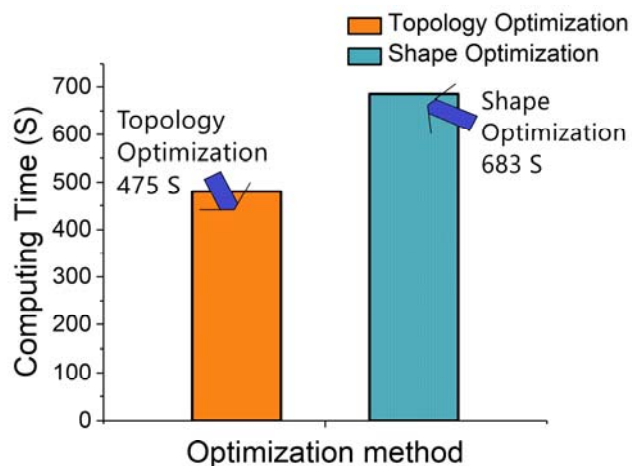 Topology Optimization
Shape Optimization
Computing Time (S)
700
600
500
400
300
200
100
0
Topology
Optimization
475 S
Shape
Optimization
683 S
Optimization method